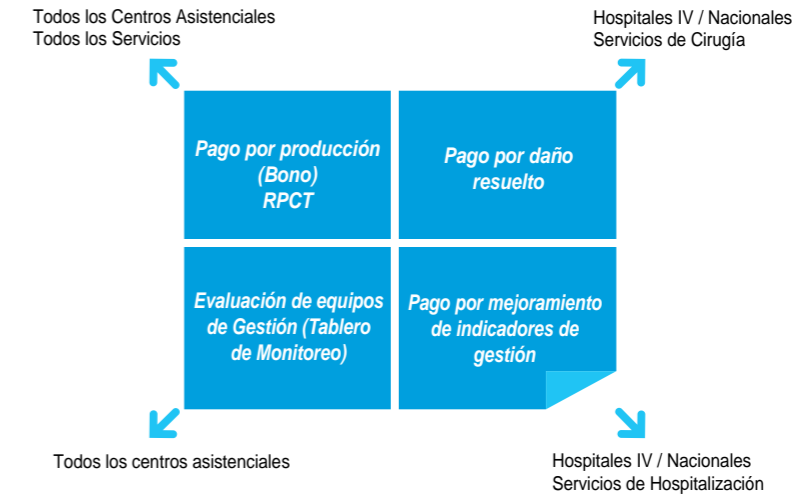 Todos los Centros Asistenciales
Todos los Servicios
Hospitales IV / Nacionales
Servicios de Cirugía
Pago por producción
(Bono)
RPCT
Pago por daño
resuelto
Evaluación de equipos
de Gestión (Tablero
de Monitoreo)
Pago por mejoramiento
de indicadores de
gestión
Todos los centros asistenciales
Hospitales IV / Nacionales
Servicios de Hospitalización